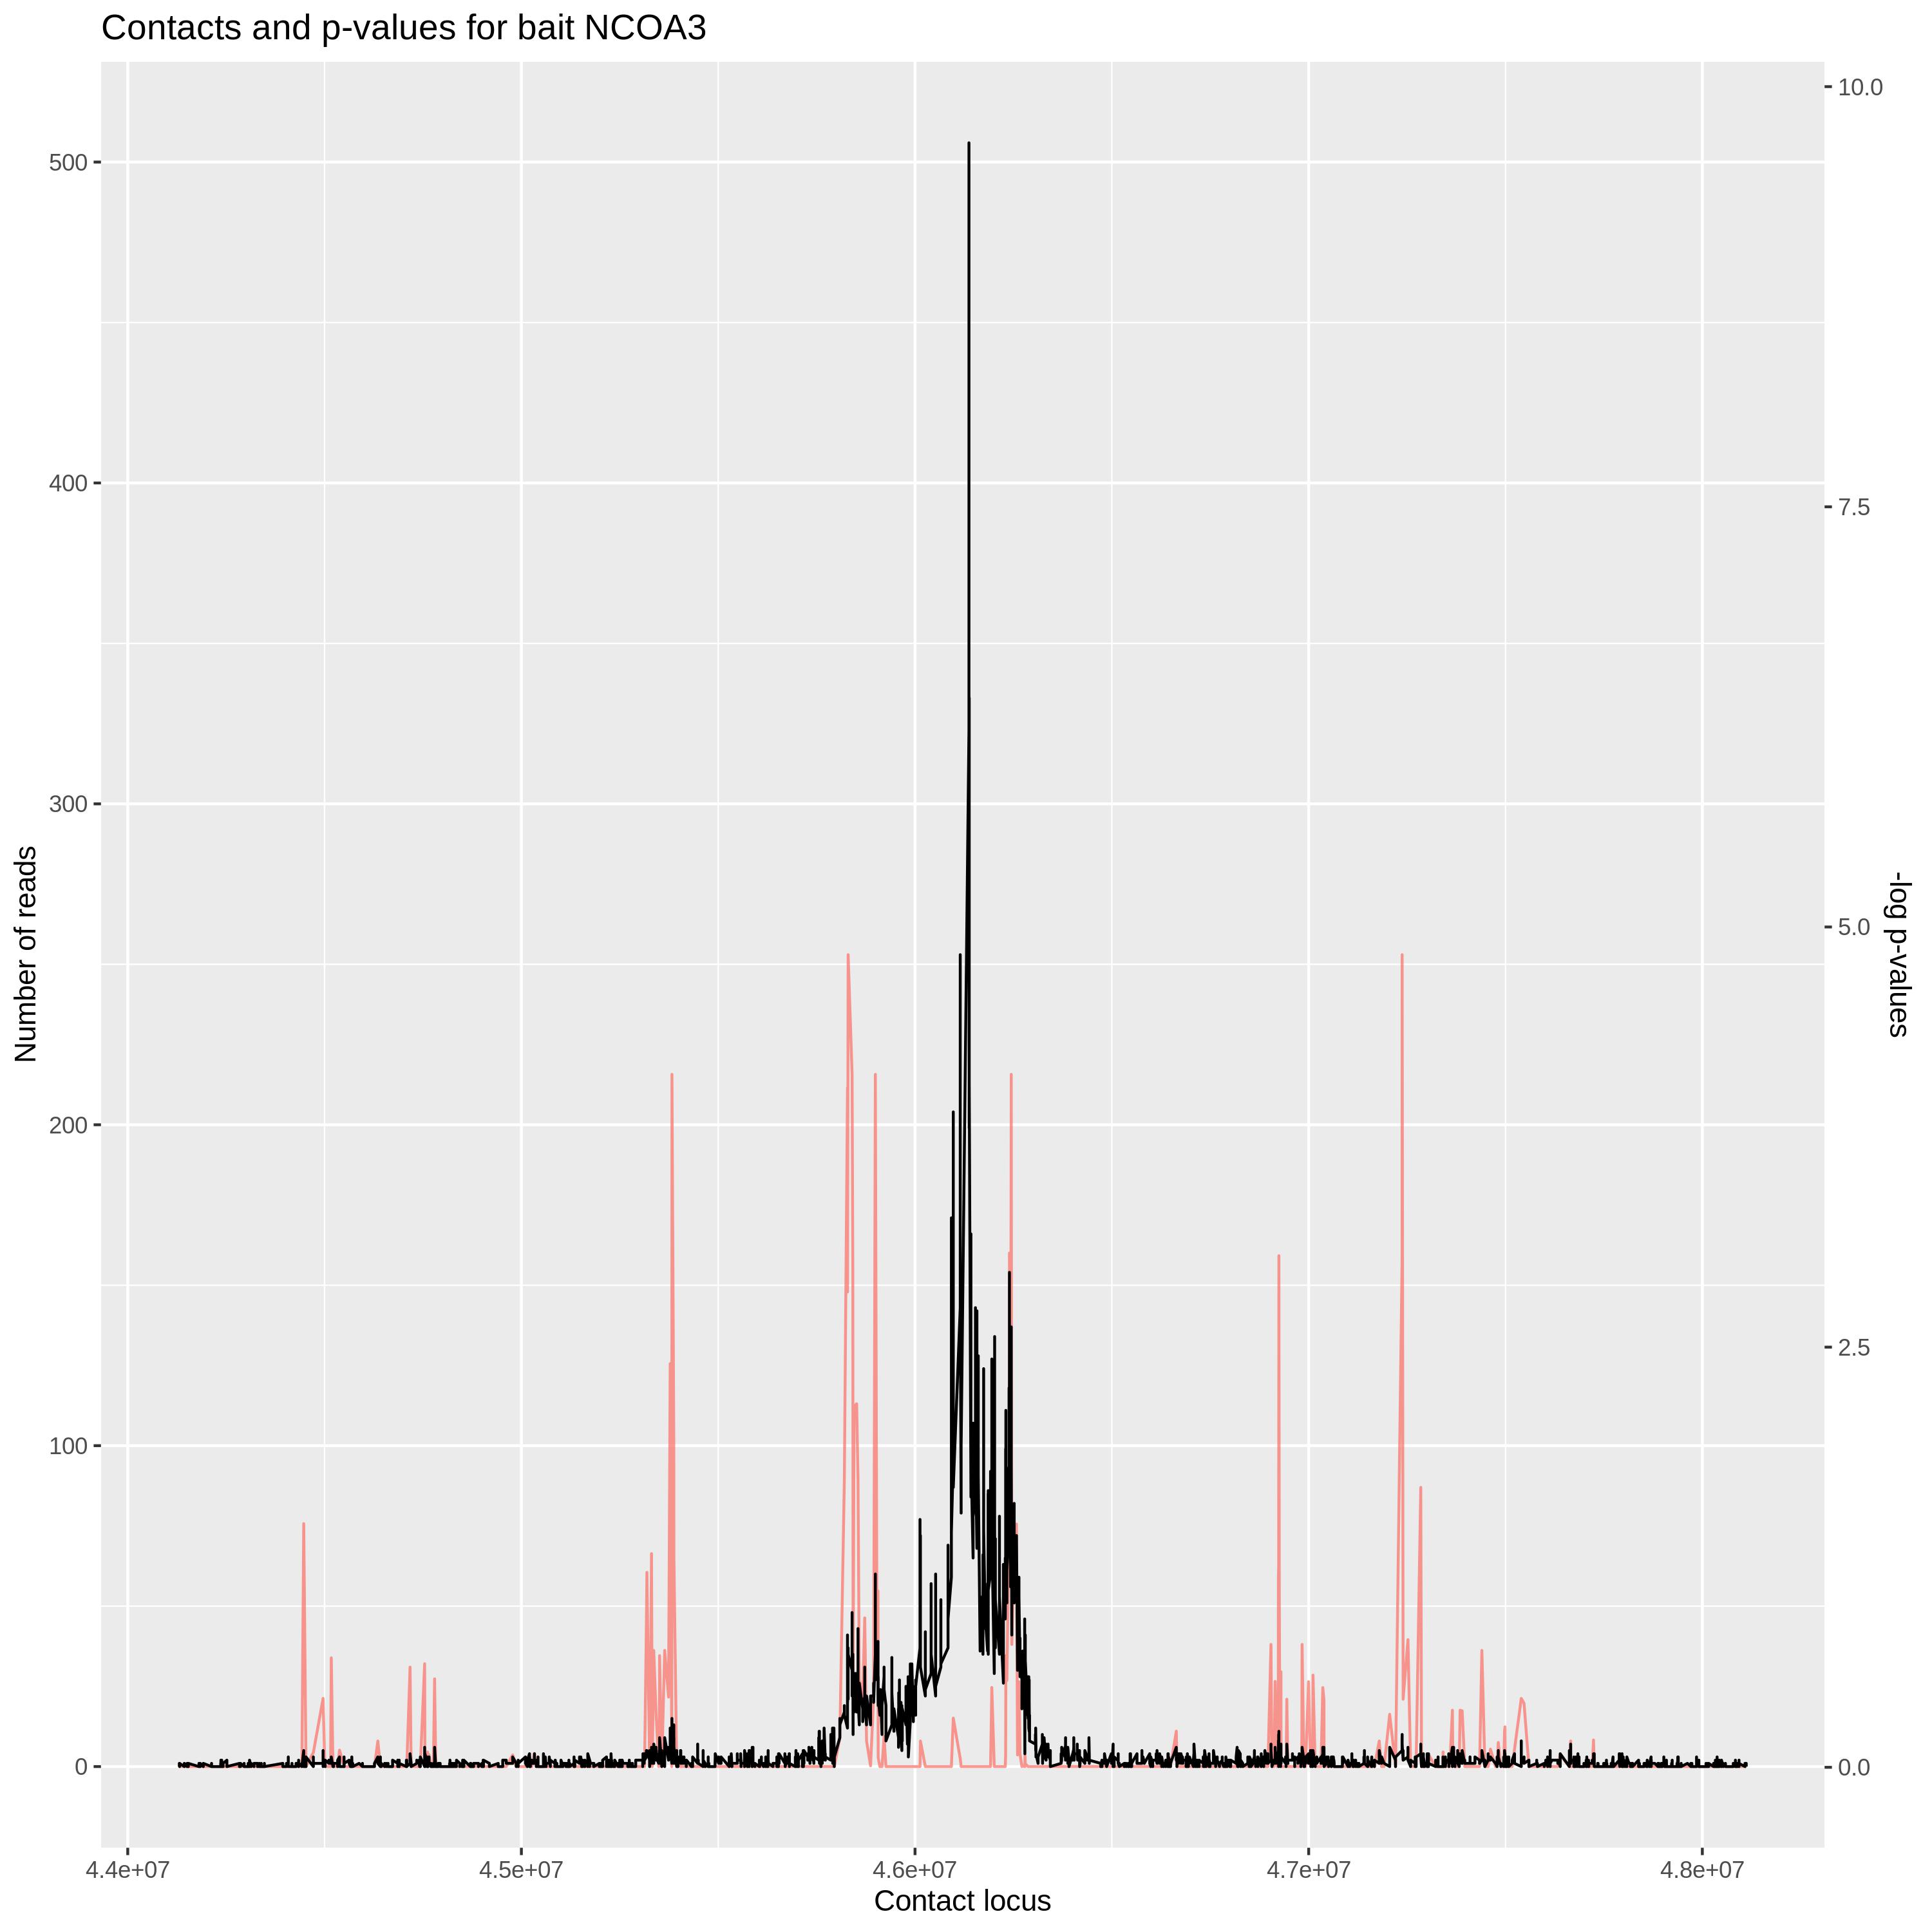 Contacts and p-values for bait NCOA3
500
400
300
200
100
0
Number of reads
10.0
7.5
5.0
2.5
0.0
-log p-values
4.4e+07
4.5e+07
4.6e+07
4.7e+07
4.8e+07
Contact locus